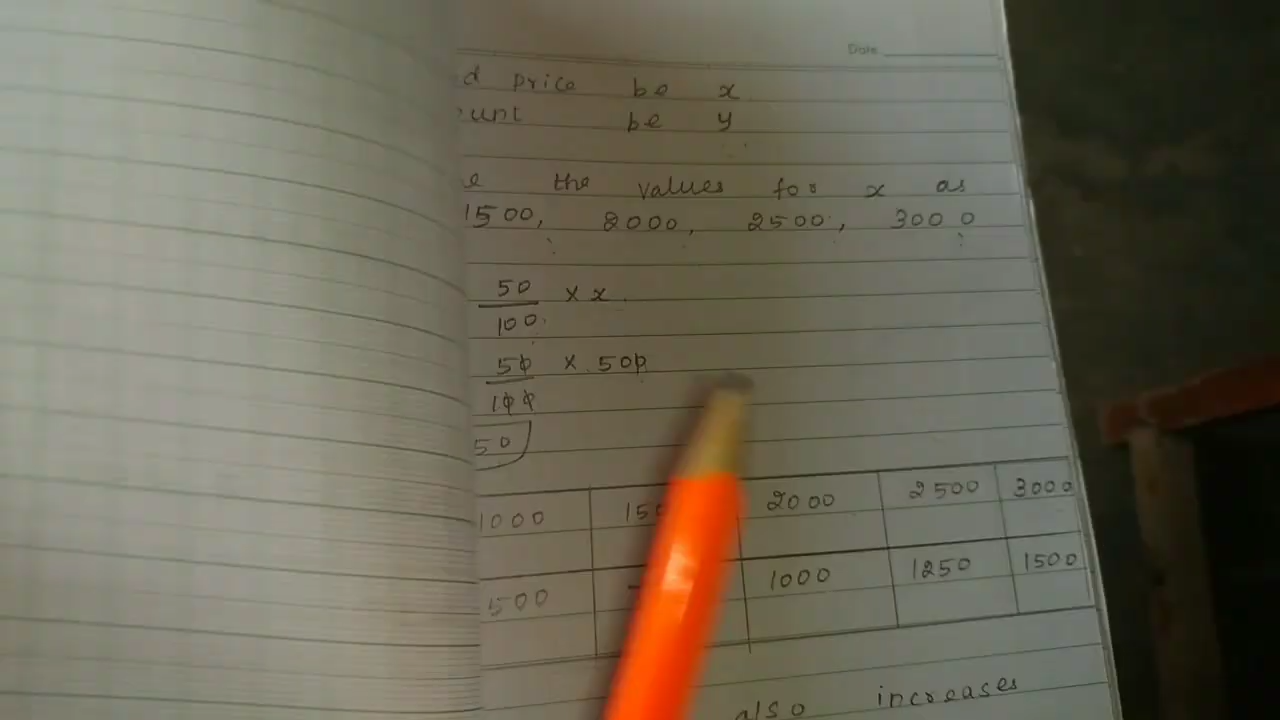 Date
d price be x
unt be y
e the values for x as
1500, 2000, 2500, 3000
50
100 × x
50 × 500
100
50
1000 150 2000 2500 3000
500 1000 1250 1500
also increases